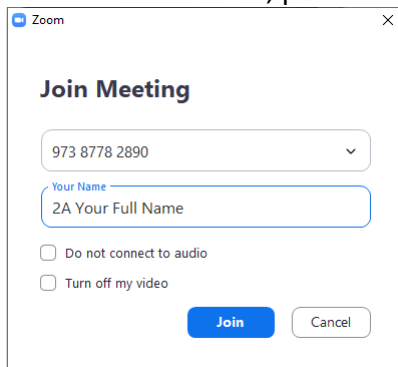 Zoom
Join Meeting
973 8778 2890
Your Name
2A Your Full Name
Do not connect to audio
Turn off my video
Join Cancel